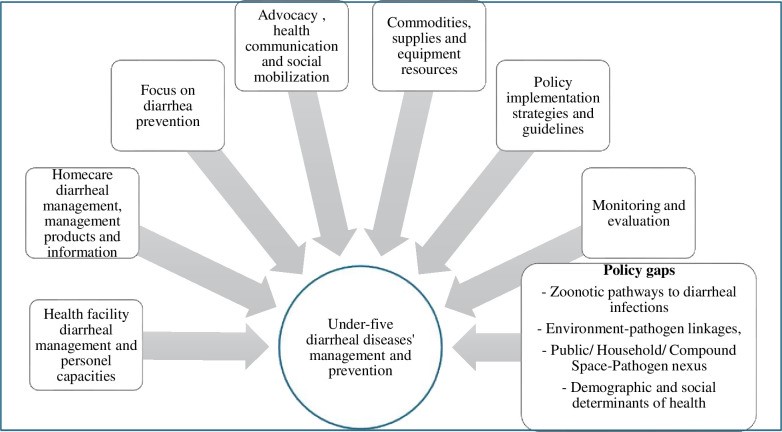 Advocacy ,
health
communication
and social
mobilization
Commodities,
supplies and
equipment
resources
Focus on
diarrhea
prevention
Policy
implementation
strategies and
guidelines
Homecare
diarrheal
management,
management
products and
information
Monitoring and
evaluation
Health facility
diarrheal
management and
personel
capacities
Under-five
diarrheal diseases'
management and
prevention
Policy gaps
- Zoonotic pathways to diarrheal
infections
- Environment-pathogen linkages,
- Public/ Household/ Compound
Space-Pathogen nexus
- Demographic and social
determinants of health